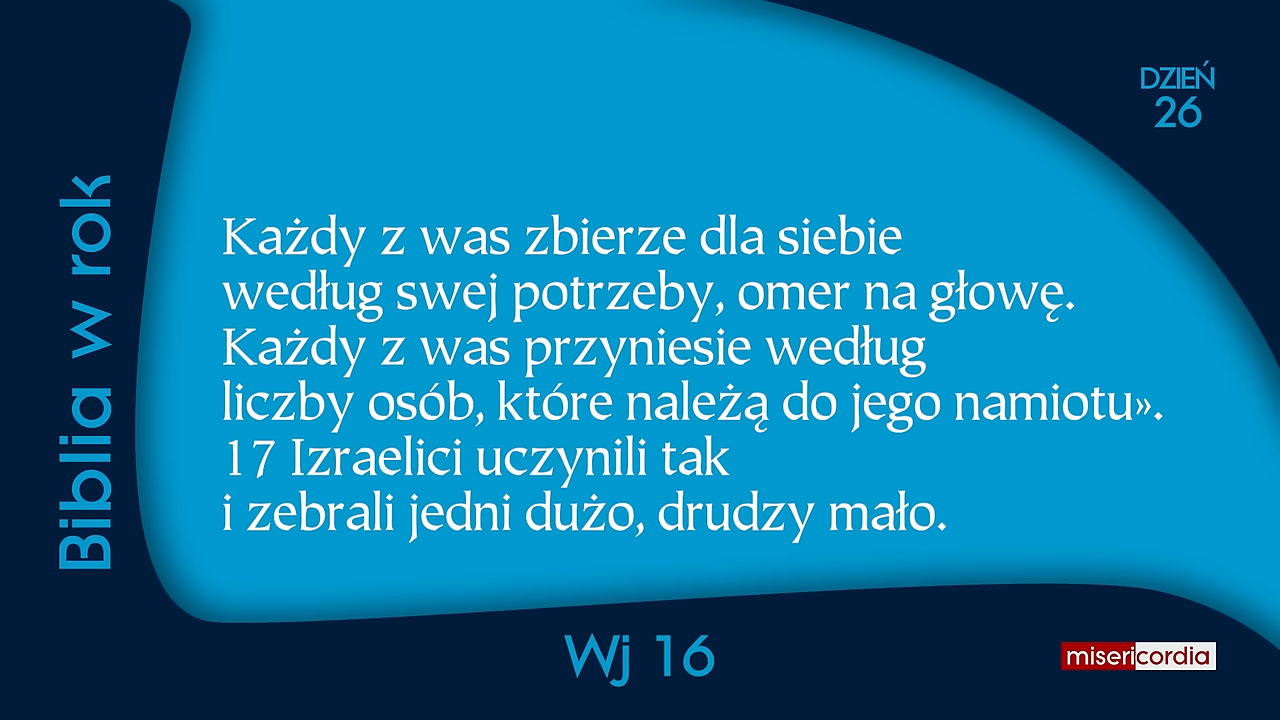 DZIEŃ
26
Biblia w rok
Każdy z was zbierze dla siebie
według swej potrzeby, omer na głowę.
Każdy z was przyniesie według
liczby osób, które należą do jego namiotu».
17 Izraelici uczynili tak
i zebrali jedni dużo, drudzy mało.
Wj 16
misericordia